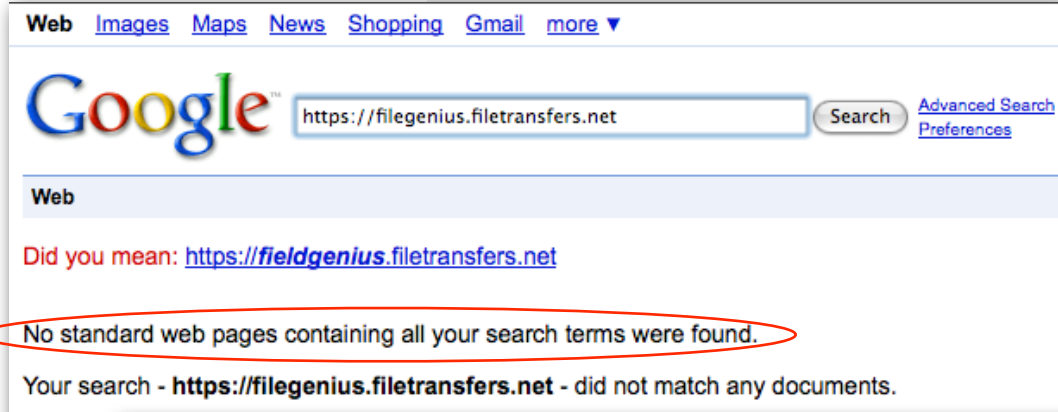 Web Images Maps News Shopping Gmail more ▼
Google™ https://filegenius.filetransfers.net Search Advanced Search
Preferences
Web
Did you mean: https://fieldgenius.filetransfers.net
No standard web pages containing all your search terms were found.
Your search - https://filegenius.filetransfers.net - did not match any documents.